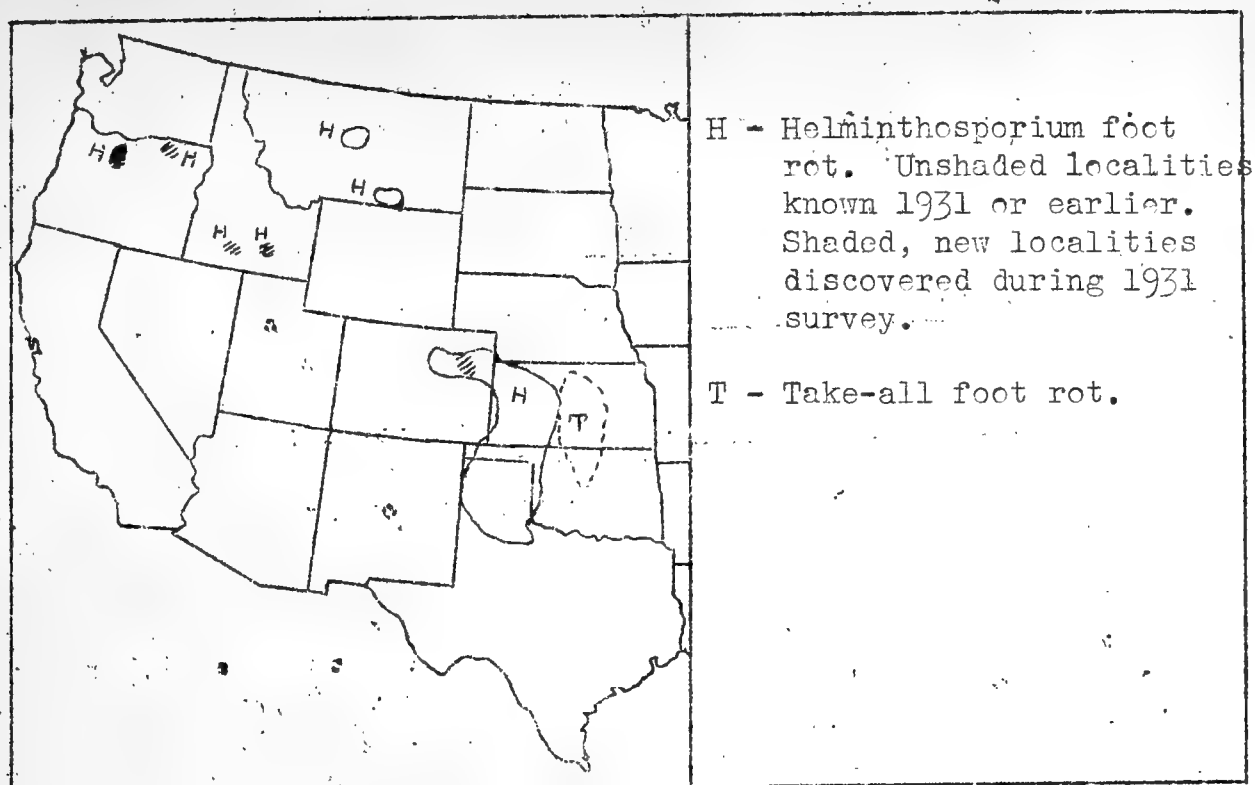 H
H
H
H
H
H
H
T
H - Helminthosporium foot
rot. Unshaded localities
known 1931 or earlier.
Shaded, new localities
discovered during 1931
survey.
T - Take-all foot rot.